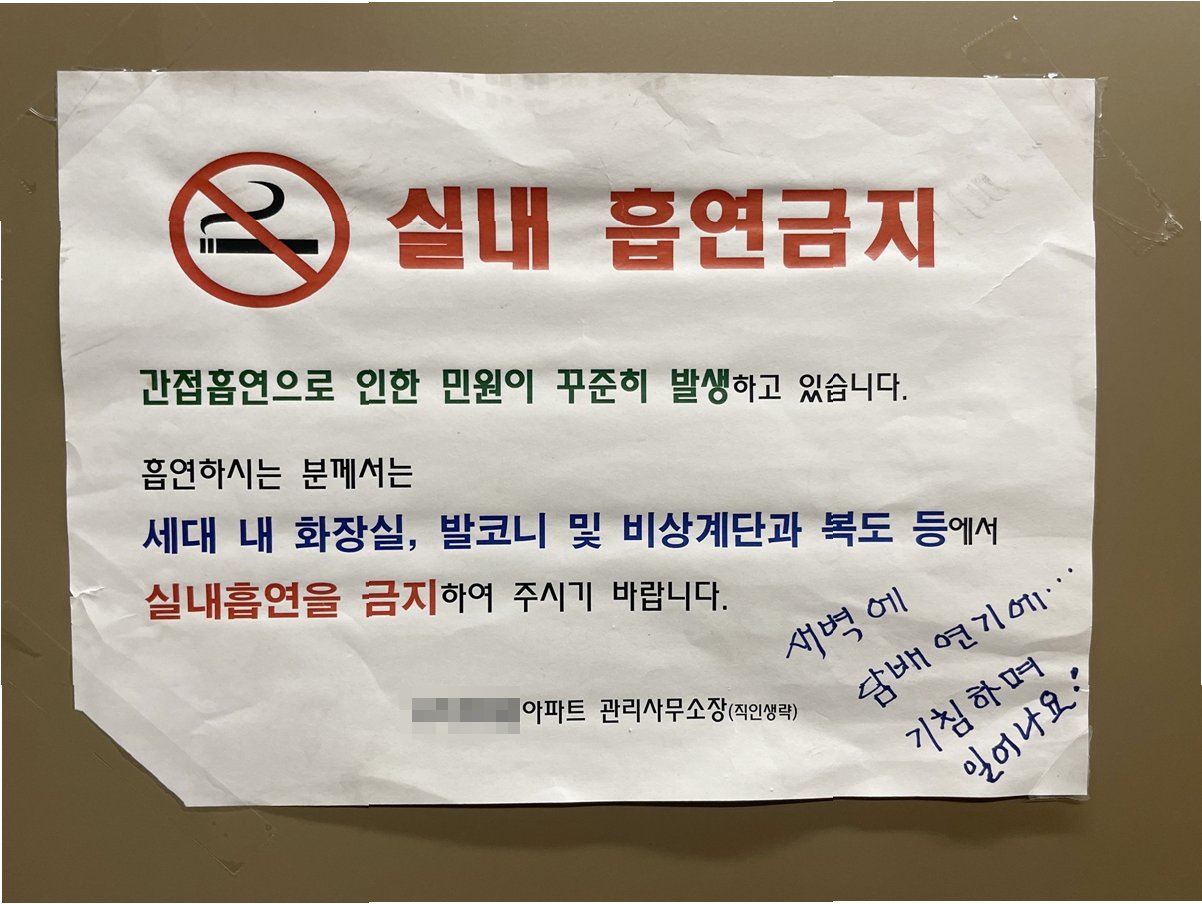 실내 흡연금지
간접흡연으로 인한 민원이 꾸준히 발생하고 있습니다.
흡연하시는 분께서는
세대 내 화장실, 발코니 및 비상계단과 복도 등에서
실내흡연을 금지하여 주시기 바랍니다.
아파트 관리사무소장(직인생략)
새벽에
담배 연기에…
기침하며
일어나요!